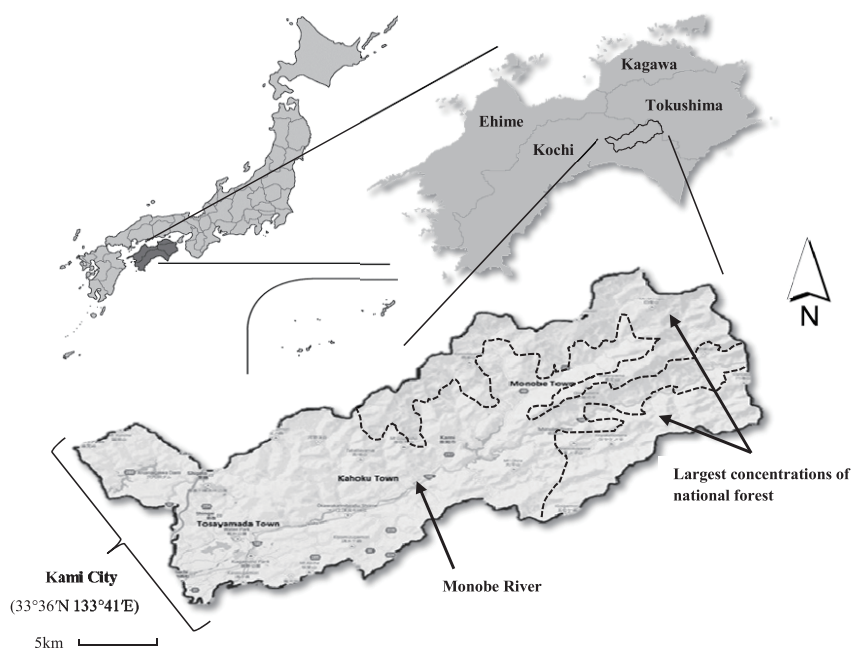 Kagawa
Tokushima
Ehime
Kochi
N
Monobe Town
Kami
Kahoku Town
Largest concentrations of
national forest
Tosayamada Town
Monobe River
Kami City
(33°36′N 133°41′E)
5km